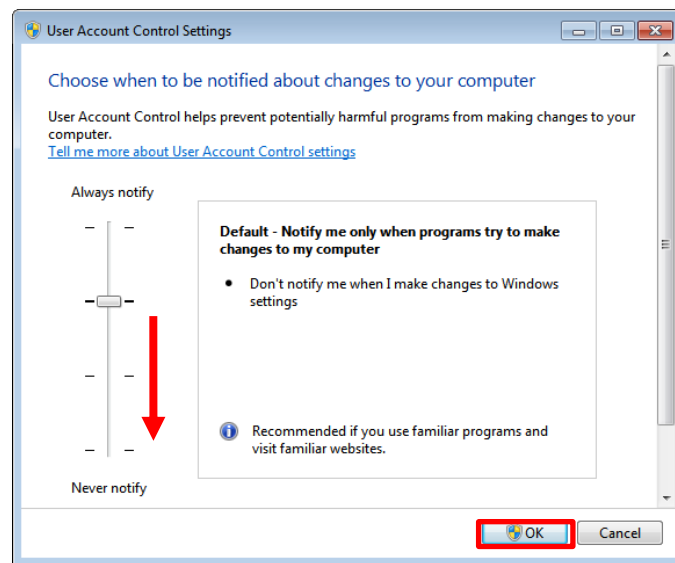 User Account Control Settings
Choose when to be notified about changes to your computer
User Account Control helps prevent potentially harmful programs from making changes to your
computer.
Tell me more about User Account Control settings
Always notify
Default - Notify me only when programs try to make
changes to my computer
• Don't notify me when I make changes to Windows
settings
Recommended if you use familiar programs and
visit familiar websites.
Never notify
OK
Cancel